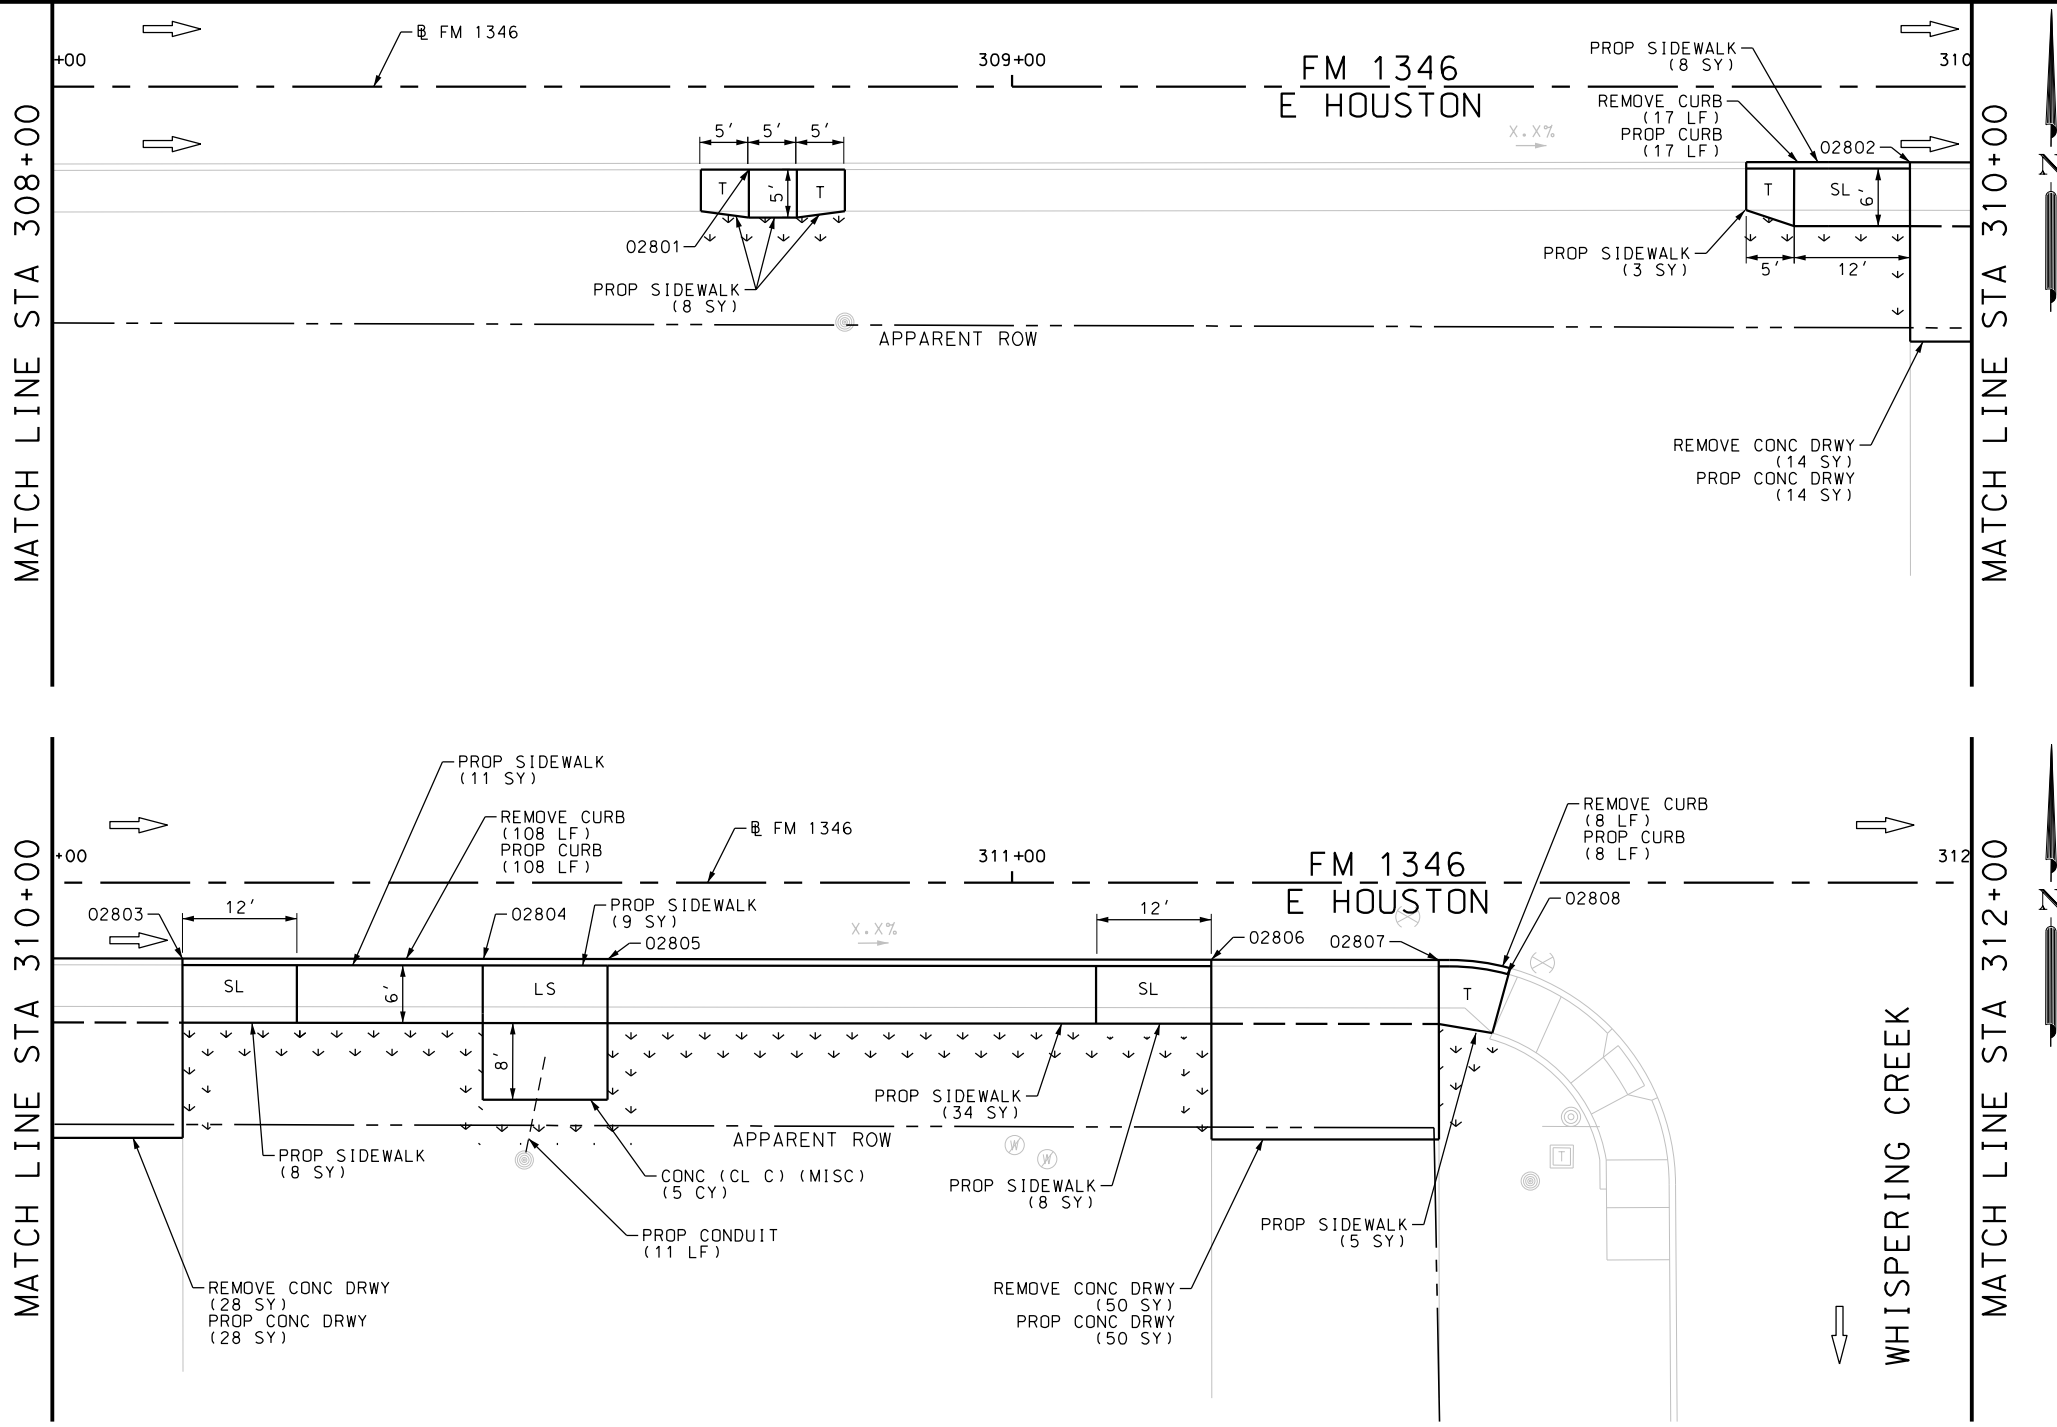 +00
℄ FM 1346
309+00
FM 1346
E HOUSTON
310
PROP SIDEWALK
(8 SY)
REMOVE CURB
(17 LF)
PROP CURB
(17 LF)
02802
X.X%
5'
5'
5'
T
5'
T
02801
PROP SIDEWALK
(8 SY)
T
SL
6'
PROP SIDEWALK
(3 SY)
5'
12'
APPARENT ROW
REMOVE CONC DRWY
(14 SY)
PROP CONC DRWY
(14 SY)
MATCH LINE STA 308+00
MATCH LINE STA 310+00
N
PROP SIDEWALK
(11 SY)
REMOVE CURB
(108 LF)
PROP CURB
(108 LF)
℄ FM 1346
+00
311+00
FM 1346
E HOUSTON
312
REMOVE CURB
(8 LF)
PROP CURB
(8 LF)
02803
12'
02804
PROP SIDEWALK
(9 SY)
02805
X.X%
12'
02806
02807
02808
SL
6'
LS
SL
T
8'
PROP SIDEWALK
(34 SY)
APPARENT ROW
W
W
T
PROP SIDEWALK
(8 SY)
CONC (CL C) (MISC)
(5 CY)
PROP SIDEWALK
(8 SY)
PROP CONDUIT
(11 LF)
PROP SIDEWALK
(5 SY)
REMOVE CONC DRWY
(28 SY)
PROP CONC DRWY
(28 SY)
REMOVE CONC DRWY
(50 SY)
PROP CONC DRWY
(50 SY)
WHISPERING CREEK
MATCH LINE STA 310+00
MATCH LINE STA 312+00
N